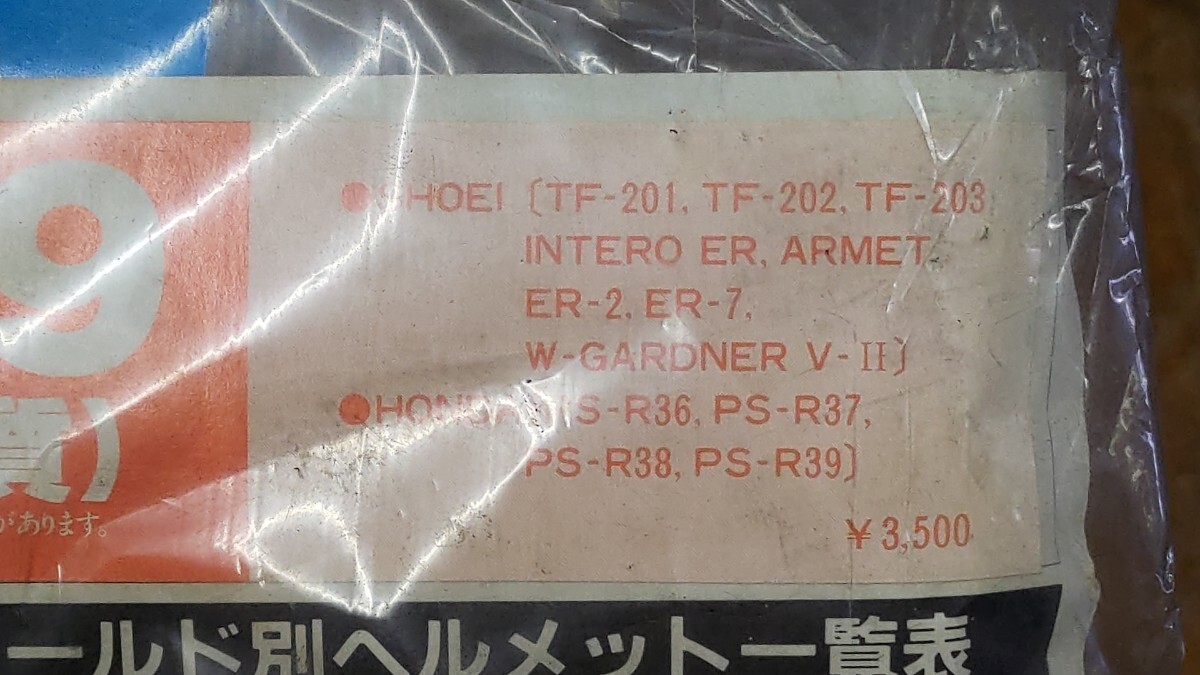 9
●SHOEI〔TF-201, TF-202, TF-203
INTERO ER, ARMET
ER-2, ER-7,
W-GARDNER V-II〕
●HONDA S-R36, PS-R37,
PS-R38, PS-R39〕
¥3,500
があります。
ールド別ヘルメット一覧表